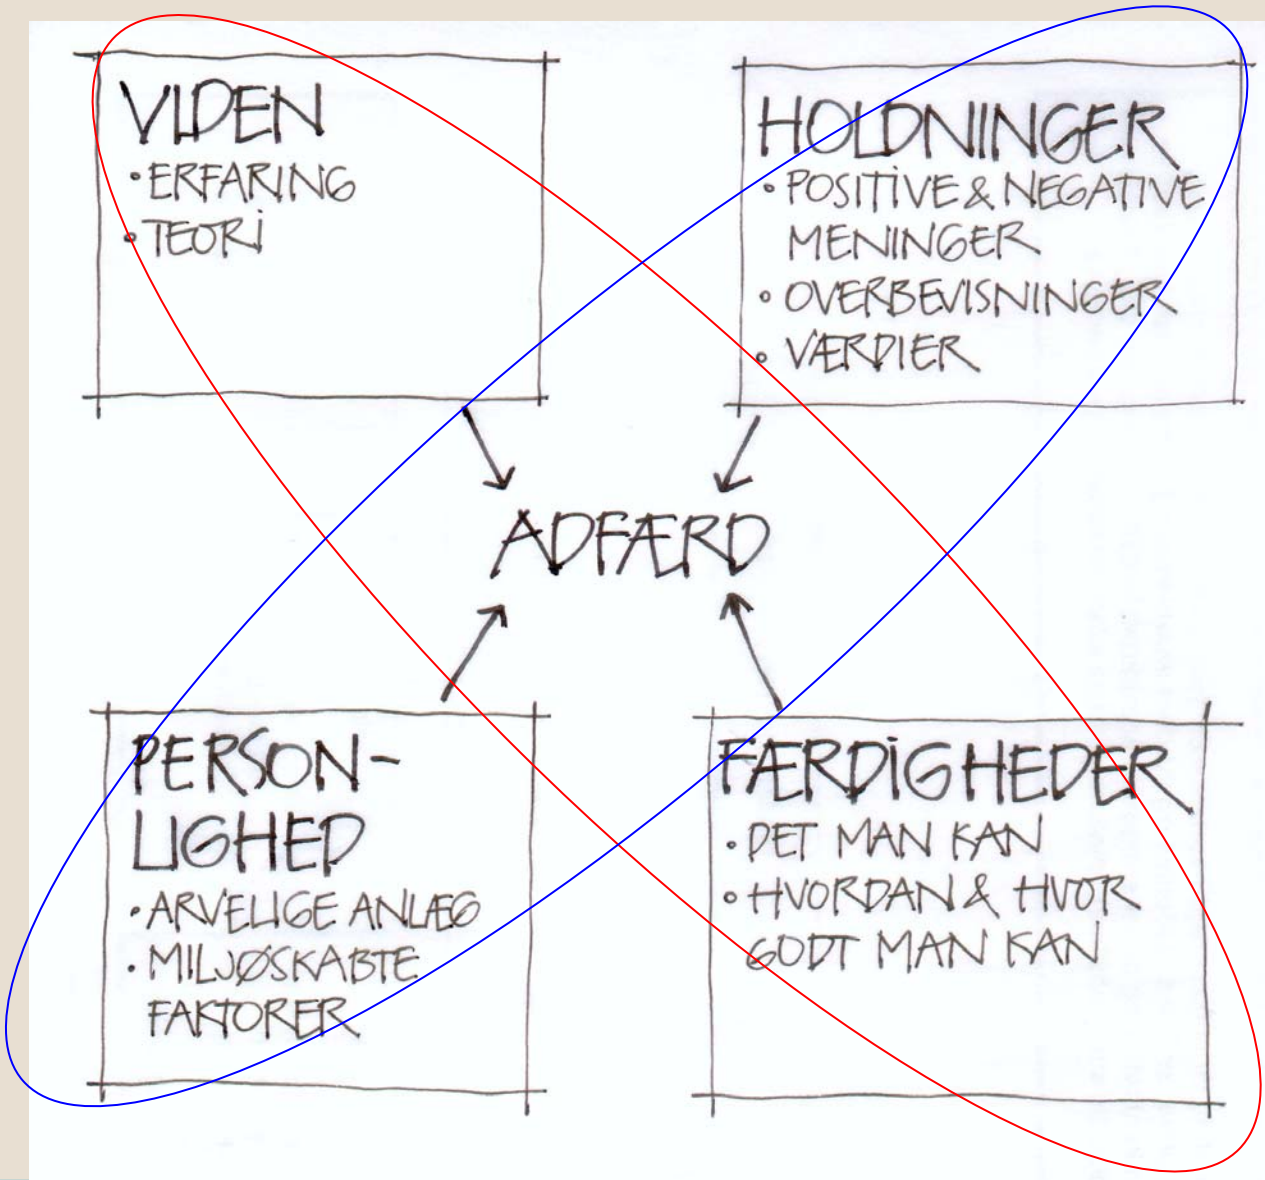 VIDEN
• ERFARING
• TEORI
HOLDNINGER
• POSITIVE & NEGATIVE
MENINGER
• OVERBEVISNINGER
• VÆRDIER
ADFÆRD
PERSON-
LIGHED
• ARVELIGE ANLÆG
• MILJØSKABTE
FAKTORER
FÆRDIGHEDER
• DET MAN KAN
• HVORDAN & HVOR
GODT MAN KAN